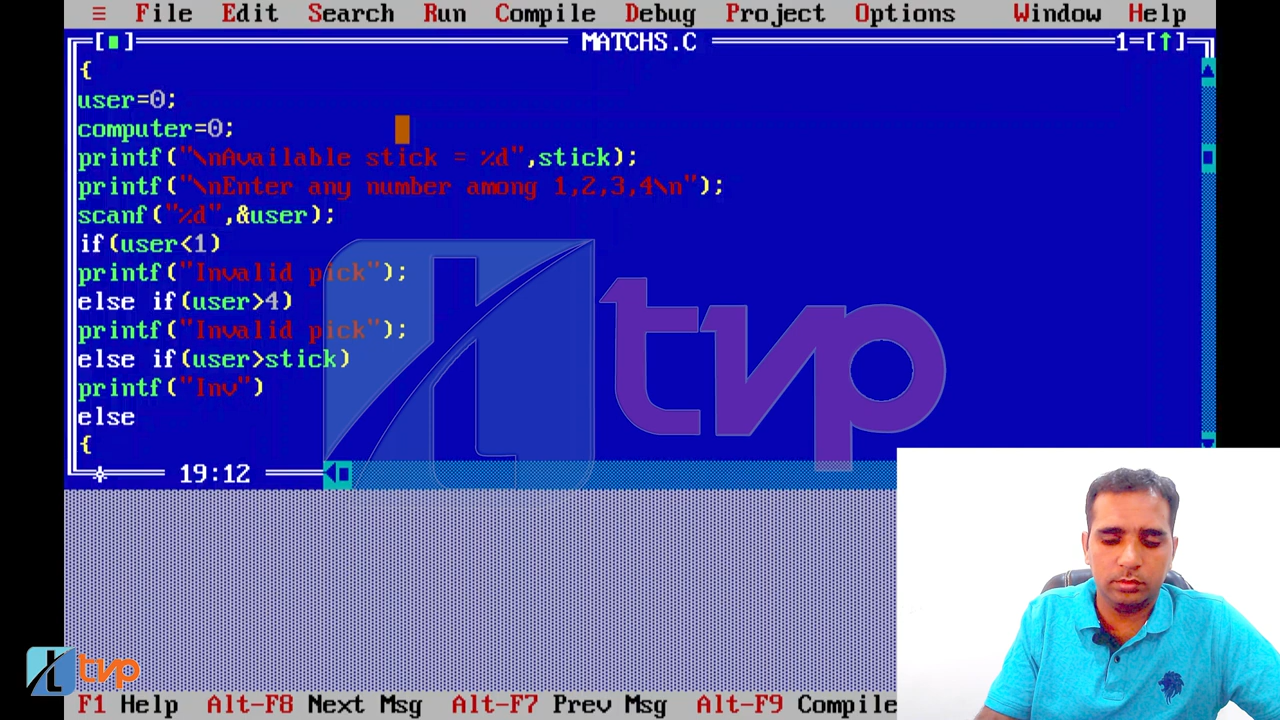 ≡ File Edit Search Run Compile Debug Project Options Window Help
[■] MATCHS.C 1=[↑]
{
user=0;
computer=0;
printf("\nAvailable stick = %d",stick);
printf("\nEnter any number among 1,2,3,4\n");
scanf("%d",&user);
if(user<1)
printf("Invalid pick");
else if(user>4)
printf("Invalid pick");
else if(user>stick)
printf("Inv")
else
{
19:12
tvp
tvp
F1 Help Alt-F8 Next Msg Alt-F7 Prev Msg Alt-F9 Compile